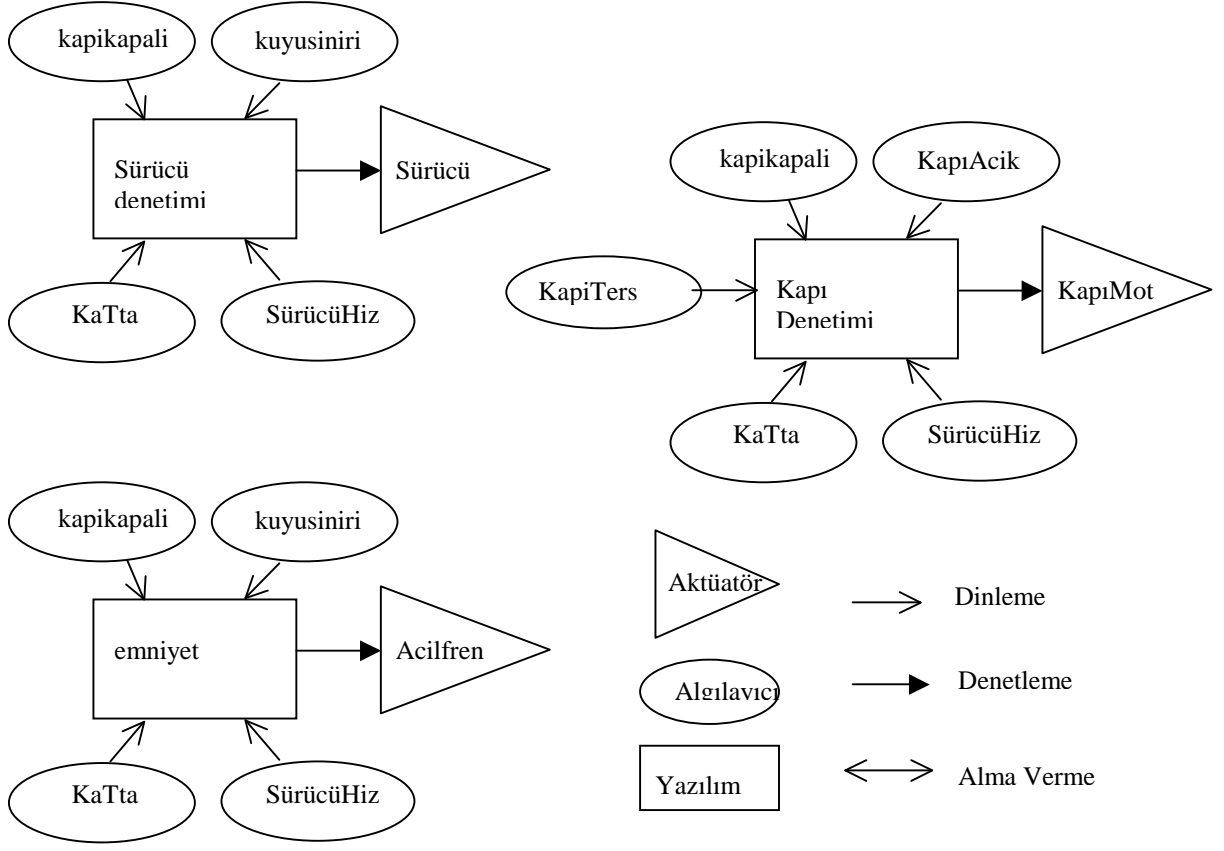 kapikapali
kuyusiniri
Sürücü
denetimi
Sürücü
KaTta
SürücüHiz
kapikapali
KapıAcik
KapiTers
Kapı
Denetimi
KapıMot
KaTta
SürücüHiz
kapikapali
kuyusiniri
emniyet
Acilfren
KaTta
SürücüHiz
Aktüatör
Dinleme
Algılayıcı
Denetleme
Yazılım
Alma Verme